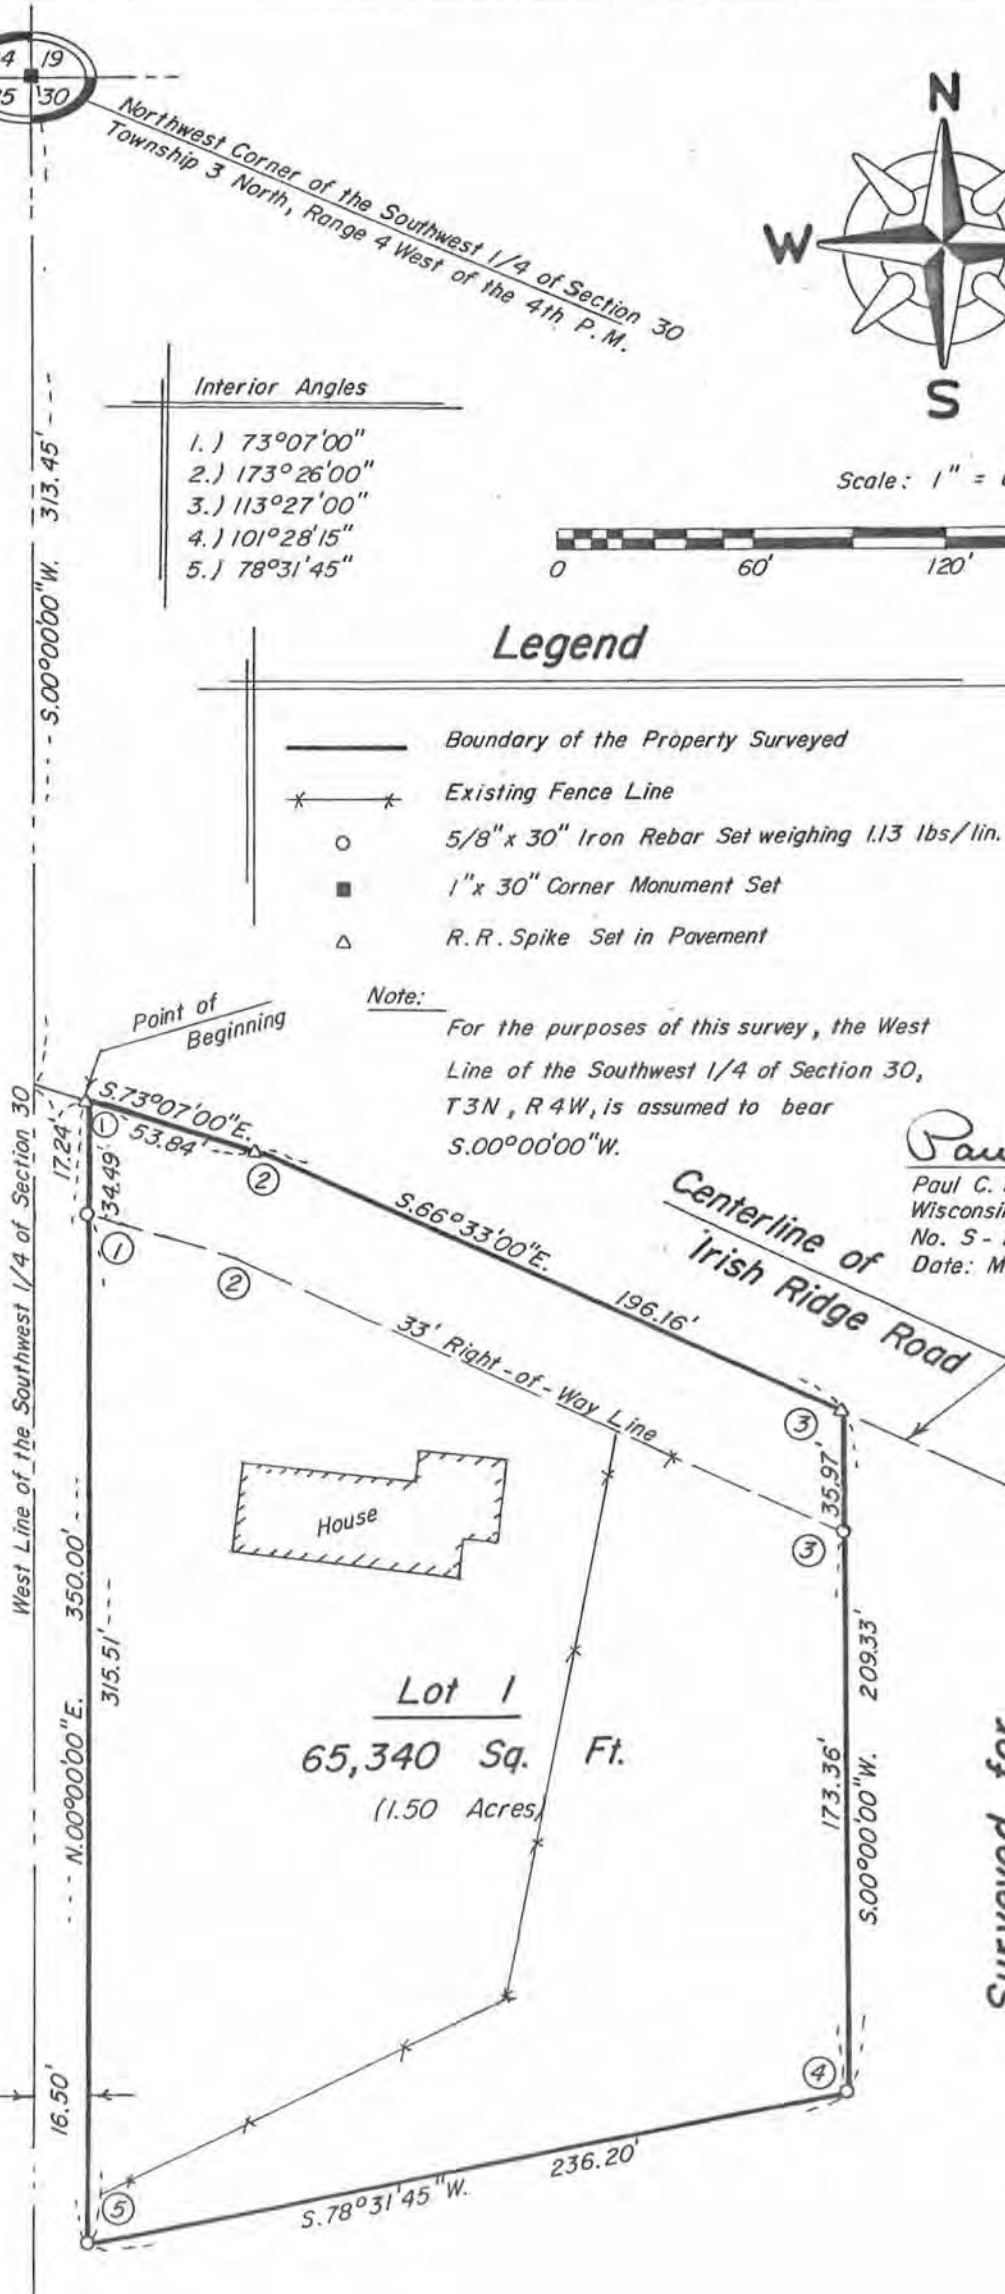 19
30
Northwest Corner of the Southwest 1/4 of Section 30
Township 3 North, Range 4 West of the 4th P.M.
N
W
S
S.00°00'00"W. 313.45'
Interior Angles
1.) 73°07'00"
2.) 173°26'00"
3.) 113°27'00"
4.) 101°28'15"
5.) 78°31'45"
Scale: 1" =
0 60' 120'
Legend
Boundary of the Property Surveyed
Existing Fence Line
5/8"x 30" Iron Rebar Set weighing 1.13 lbs/lin.
1"x 30" Corner Monument Set
R.R. Spike Set in Pavement
Point of
Beginning
Note:
For the purposes of this survey, the West
Line of the Southwest 1/4 of Section 30,
T3N, R4W, is assumed to bear
S.00°00'00"W.
West Line of the Southwest 1/4 of Section 30
17.24'
34.49'
S.73°07'00"E.
53.84'
1
2
1
2
S.66°33'00"E.
196.16'
Centerline of
Irish Ridge Road
Paul C.
No. S-
Date:
33' Right-of-Way Line
3
35.97'
3
House
N.00°00'00"E. 350.00'
315.51'
Lot 1
65,340 Sq. Ft.
(1.50 Acres)
209.33'
173.36'
S.00°00'00"W.
Surveyed for
16.50'
4
5
S.78°31'45"W.
236.20'